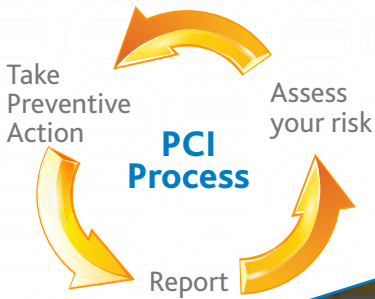 Take
Preventive
Action
Assess
your risk
PCI
Process
Report